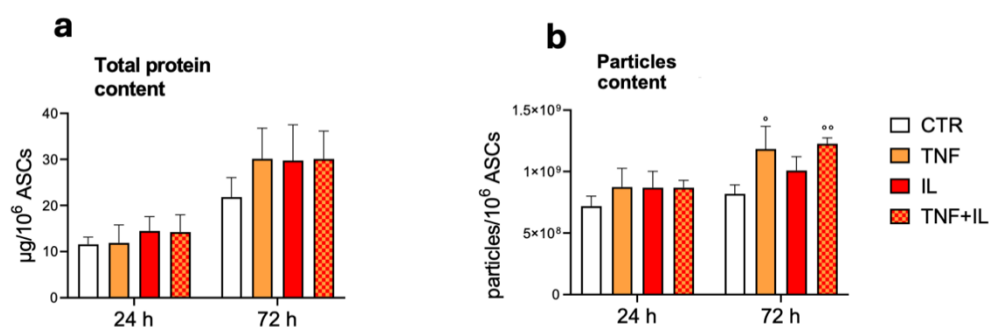 a
Total protein
content
40
30
20
10
0
µg/10⁶ ASCs
24 h
72 h
b
Particles
content
1.5×10⁹
1×10⁹
5×10⁸
0
particles/10⁶ ASCs
°
°°
24 h
72 h
CTR
TNF
IL
TNF+IL